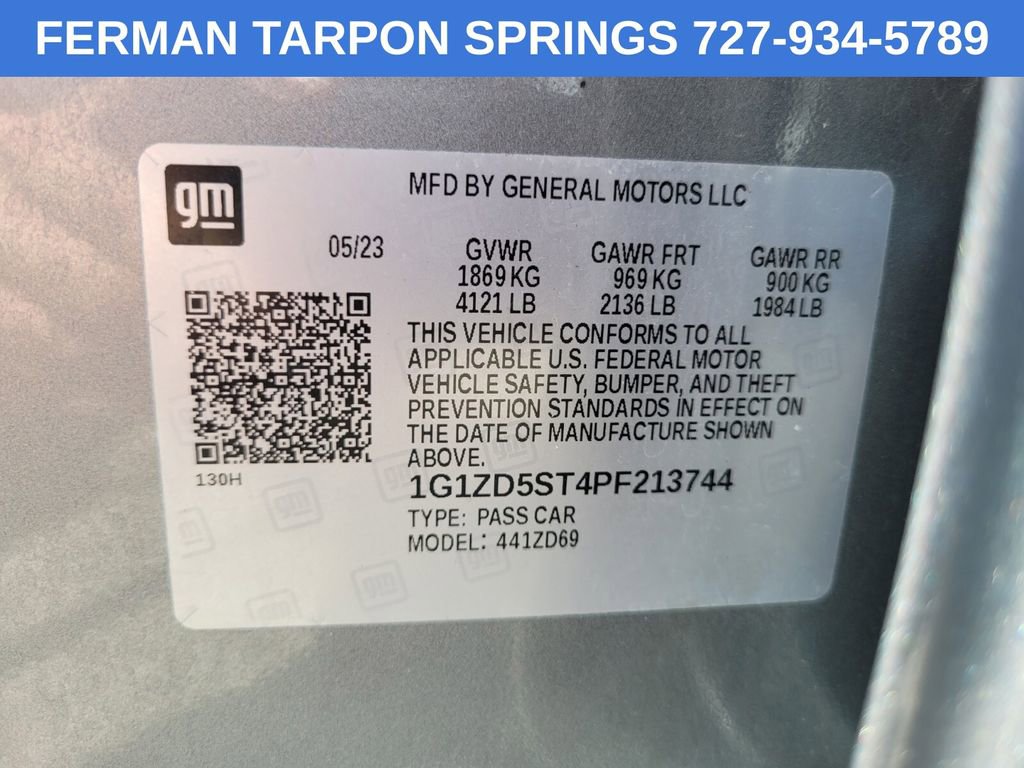 FERMAN TARPON SPRINGS 727-934-5789
gm
MFD BY GENERAL MOTORS LLC
05/23
GVWR GAWR FRT GAWR RR
1869 KG 969 KG 900 KG
4121 LB 2136 LB 1984 LB
THIS VEHICLE CONFORMS TO ALL
APPLICABLE U.S. FEDERAL MOTOR
VEHICLE SAFETY, BUMPER, AND THEFT
PREVENTION STANDARDS IN EFFECT ON
THE DATE OF MANUFACTURE SHOWN
ABOVE.
130H
1G1ZD5ST4PF213744
TYPE: PASS CAR
MODEL: 441ZD69